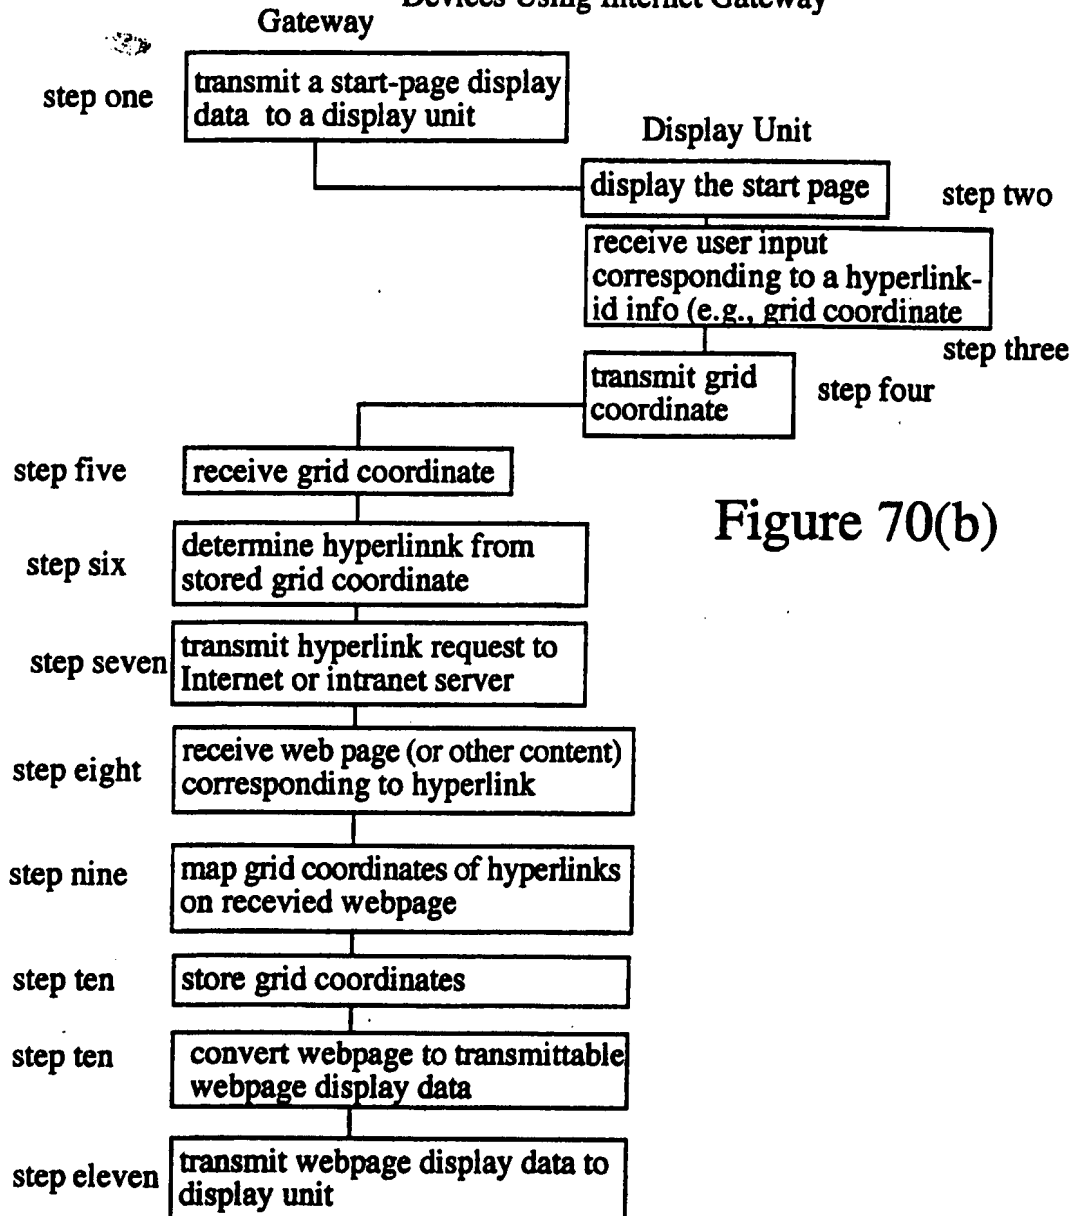 Devices Using Internet Gateway
Gateway
step one
transmit a start-page display
data to a display unit
Display Unit
display the start page
step two
receive user input
corresponding to a hyperlink-
id info (e.g., grid coordinate
step three
transmit grid
coordinate
step four
step five
receive grid coordinate
Figure 70(b)
step six
determine hyperlinnk from
stored grid coordinate
step seven
transmit hyperlink request to
Internet or intranet server
step eight
receive web page (or other content)
corresponding to hyperlink
step nine
map grid coordinates of hyperlinks
on recevied webpage
step ten
store grid coordinates
step ten
convert webpage to transmittable
webpage display data
step eleven
transmit webpage display data to
display unit